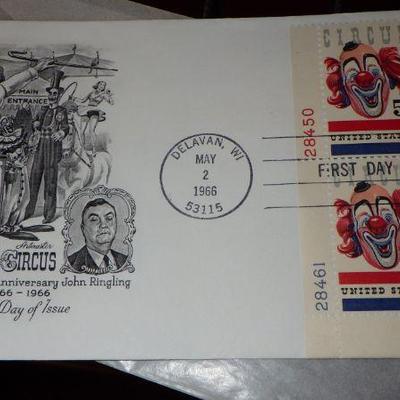 MAIN
ENTRANCE
Artmaster
CIRCUS
Anniversary John Ringling
66 - 1966
Day of Issue
DELAVAN, WI
MAY
2
1966
53115
FIRST DAY
28450
CIRCU
5
UNITED STATES
28461
UNITED STATES